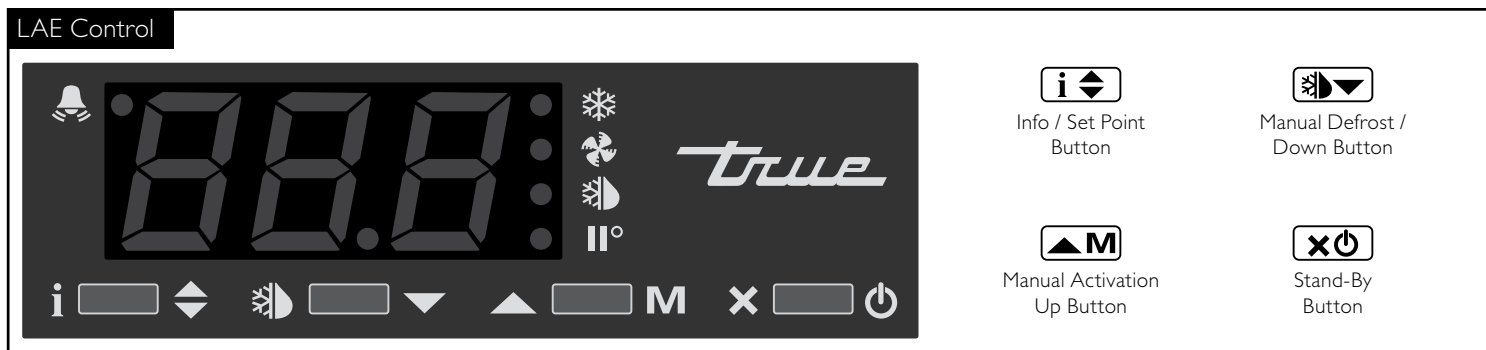 LAE Control
true
i
M
i
Info / Set Point
Button
Manual Defrost /
Down Button
M
Manual Activation
Up Button
Stand-By
Button